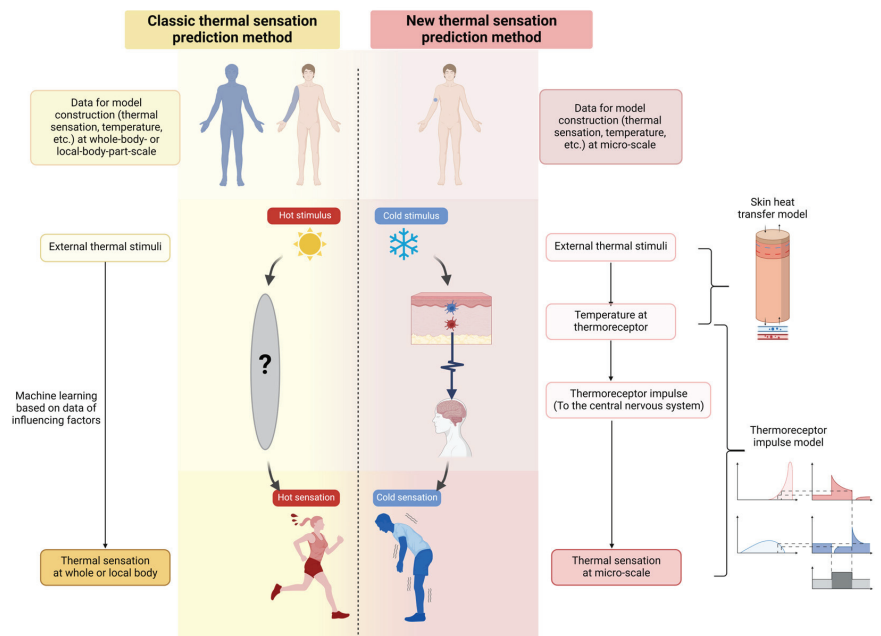 Classic thermal sensation
prediction method
New thermal sensation
prediction method
Data for model
construction (thermal
sensation, temperature,
etc.) at whole-body- or
local-body-part-scale
Data for model
construction (thermal
sensation, temperature,
etc.) at micro-scale
Skin heat
transfer model
Hot stimulus
Cold stimulus
External thermal stimuli
External thermal stimuli
Temperature at
thermoreceptor
?
Machine learning
based on data of
influencing factors
Thermoreceptor impulse
(To the central nervous system)
Thermoreceptor
impulse model
Hot sensation
Cold sensation
Thermal sensation
at whole or local body
Thermal sensation
at micro-scale